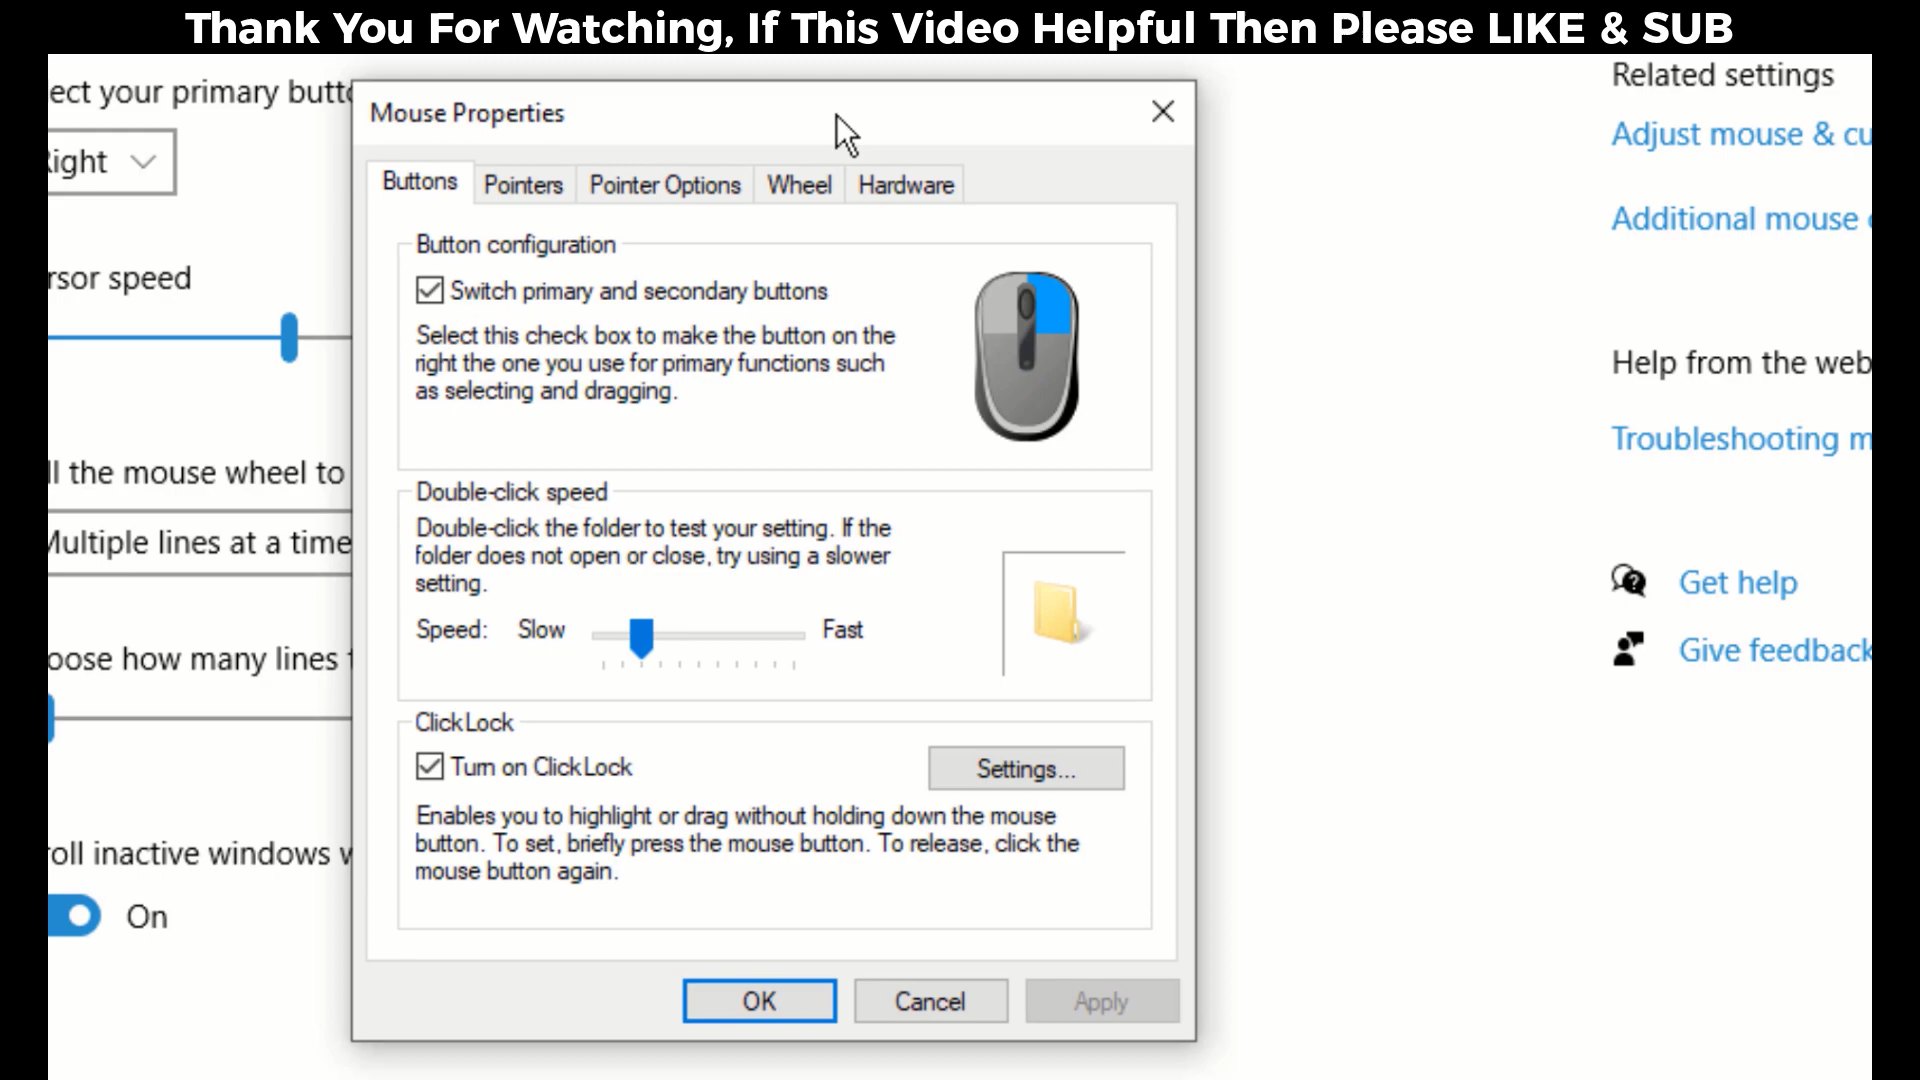 Thank You For Watching, If This Video Helpful Then Please LIKE & SUB
ect your primary butto
Right
rsor speed
ll the mouse wheel to
Multiple lines at a time
oose how many lines t
roll inactive windows w
On
Mouse Properties
Buttons
Pointers
Pointer Options
Wheel
Hardware
Button configuration
Switch primary and secondary buttons
Select this check box to make the button on the
right the one you use for primary functions such
as selecting and dragging.
Double-click speed
Double-click the folder to test your setting. If the
folder does not open or close, try using a slower
setting.
Speed: Slow Fast
ClickLock
Turn on ClickLock
Settings...
Enables you to highlight or drag without holding down the mouse
button. To set, briefly press the mouse button. To release, click the
mouse button again.
OK
Cancel
Apply
Related settings
Adjust mouse & cu
Additional mouse o
Help from the web
Troubleshooting m
Get help
Give feedback